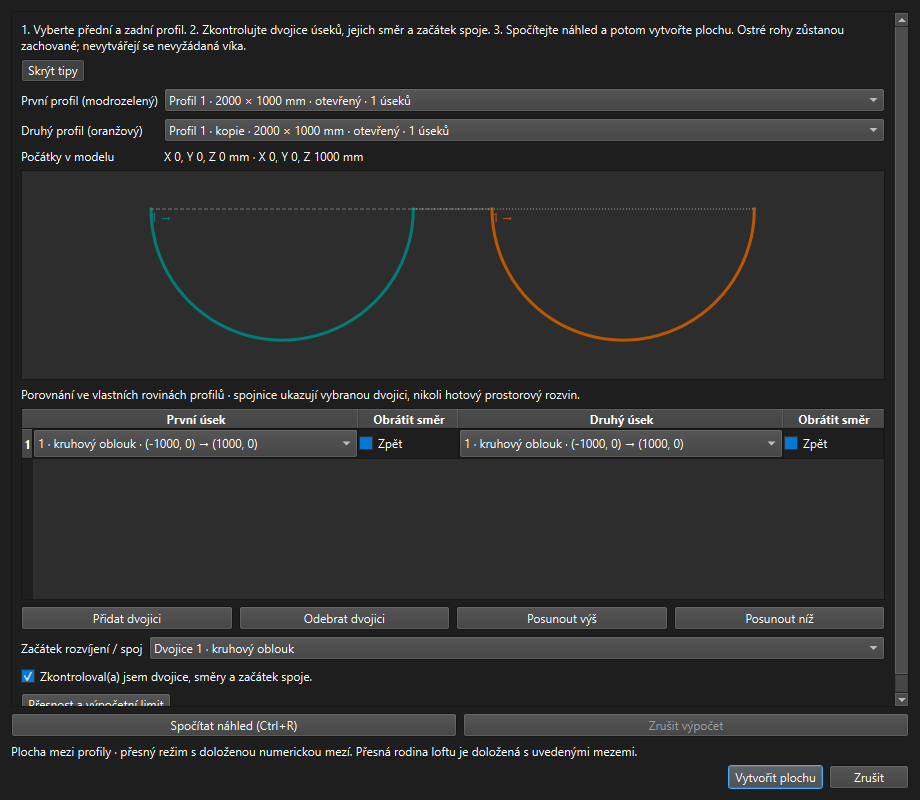 1. Vyberte přední a zadní profil. 2. Zkontrolujte dvojice úseků, jejich směr a začátek spoje. 3. Spočítejte náhled a potom vytvořte plochu. Ostré rohy zůstanou
zachované; nevytvářejí se nevyžádaná víka.
Skrýt tipy
První profil (modrozelený) Profil 1 · 2000 × 1000 mm · otevřený · 1 úseků
Druhý profil (oranžový) Profil 1 · kopie · 2000 × 1000 mm · otevřený · 1 úseků
Počátky v modelu X 0, Y 0, Z 0 mm · X 0, Y 0, Z 1000 mm
1 → 1 →
Porovnání ve vlastních rovinách profilů · spojnice ukazují vybranou dvojici, nikoli hotový prostorový rozvin.
První úsek Obrátit směr Druhý úsek Obrátit směr
1 1 · kruhový oblouk · (-1000, 0) → (1000, 0) Zpět 1 · kruhový oblouk · (-1000, 0) → (1000, 0) Zpět
Přidat dvojici Odebrat dvojici Posunout výš Posunout níž
Začátek rozvíjení / spoj Dvojice 1 · kruhový oblouk
Zkontroloval(a) jsem dvojice, směry a začátek spoje.
Přesnost a výpočetní limit
Spočítat náhled (Ctrl+R) Zrušit výpočet
Plocha mezi profily · přesný režim s doloženou numerickou mezí. Přesná rodina loftu je doložená s uvedenými mezemi.
Vytvořit plochu Zrušit